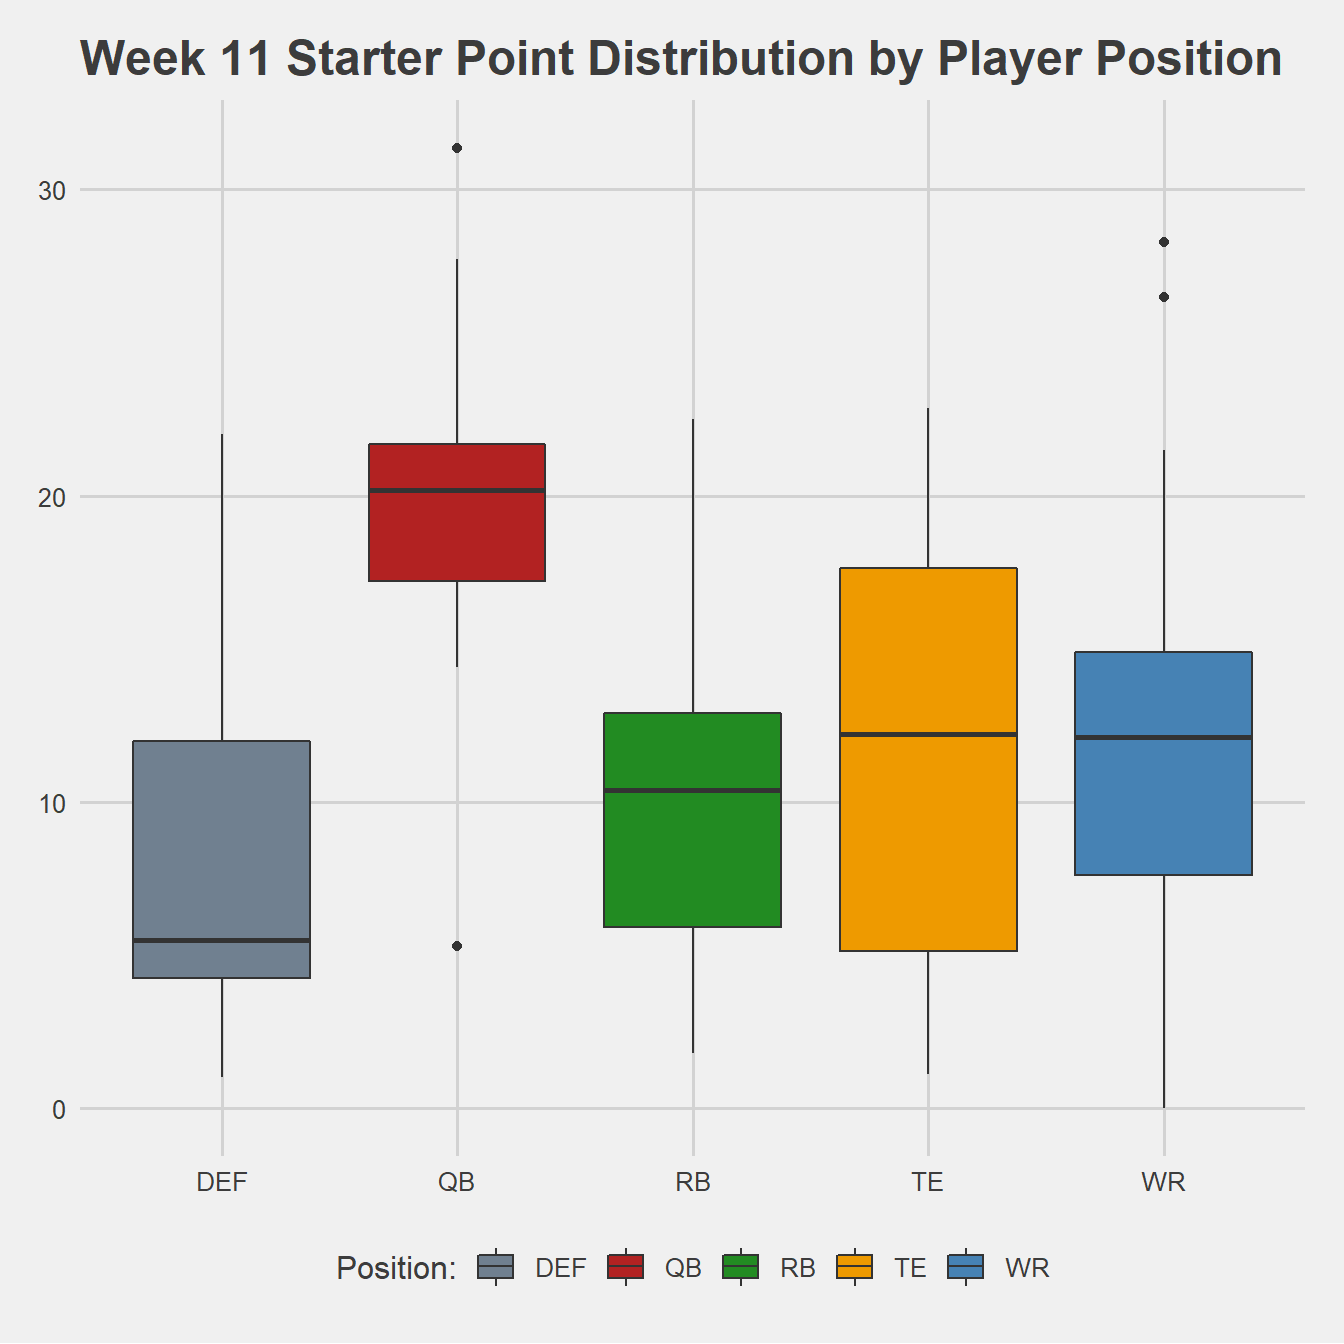 Week 11 Starter Point Distribution by Player Position
30
20
10
0
DEF QB RB TE WR
Position: DEF QB RB TE WR